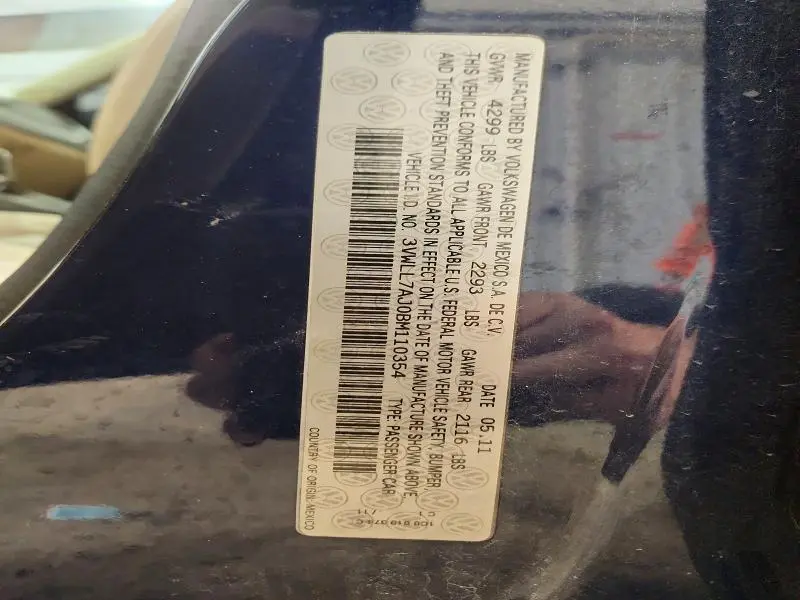 MANUFACTURED BY VOLKSWAGEN DE MEXICO S.A. DE C.V.
GVWR 4299 LBS GAWR FRONT 2293 LBS GAWR REAR 2116 LBS DATE 05.11
THIS VEHICLE CONFORMS TO ALL APPLICABLE U.S. FEDERAL MOTOR VEHICLE SAFETY, BUMPER,
AND THEFT PREVENTION STANDARDS IN EFFECT ON THE DATE OF MANUFACTURE SHOWN ABOVE.
VEHICLE I.D. NO. 3VWLL7AJ0BM110354 TYPE: PASSENGER CAR
COUNTRY OF ORIGIN: MEXICO